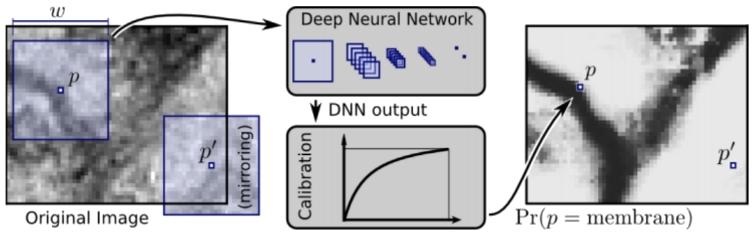 w
p
p′
(mirroring)
Original Image
Deep Neural Network
DNN output
Calibration
p
p′
Pr(p = membrane)